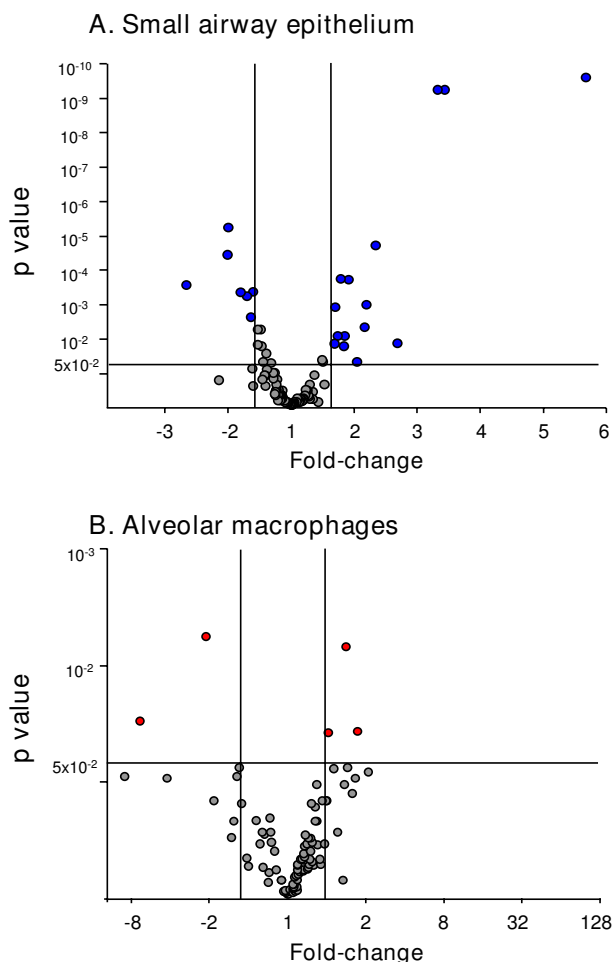 A. Small airway epithelium
10-10
10-9
10-8
10-7
10-6
10-5
10-4
10-3
10-2
5x10-2
p value
-3 -2 1 2 3 4 5 6
Fold-change
B. Alveolar macrophages
10-3
10-2
5x10-2
p value
-8 -2 1 2 8 32 128
Fold-change